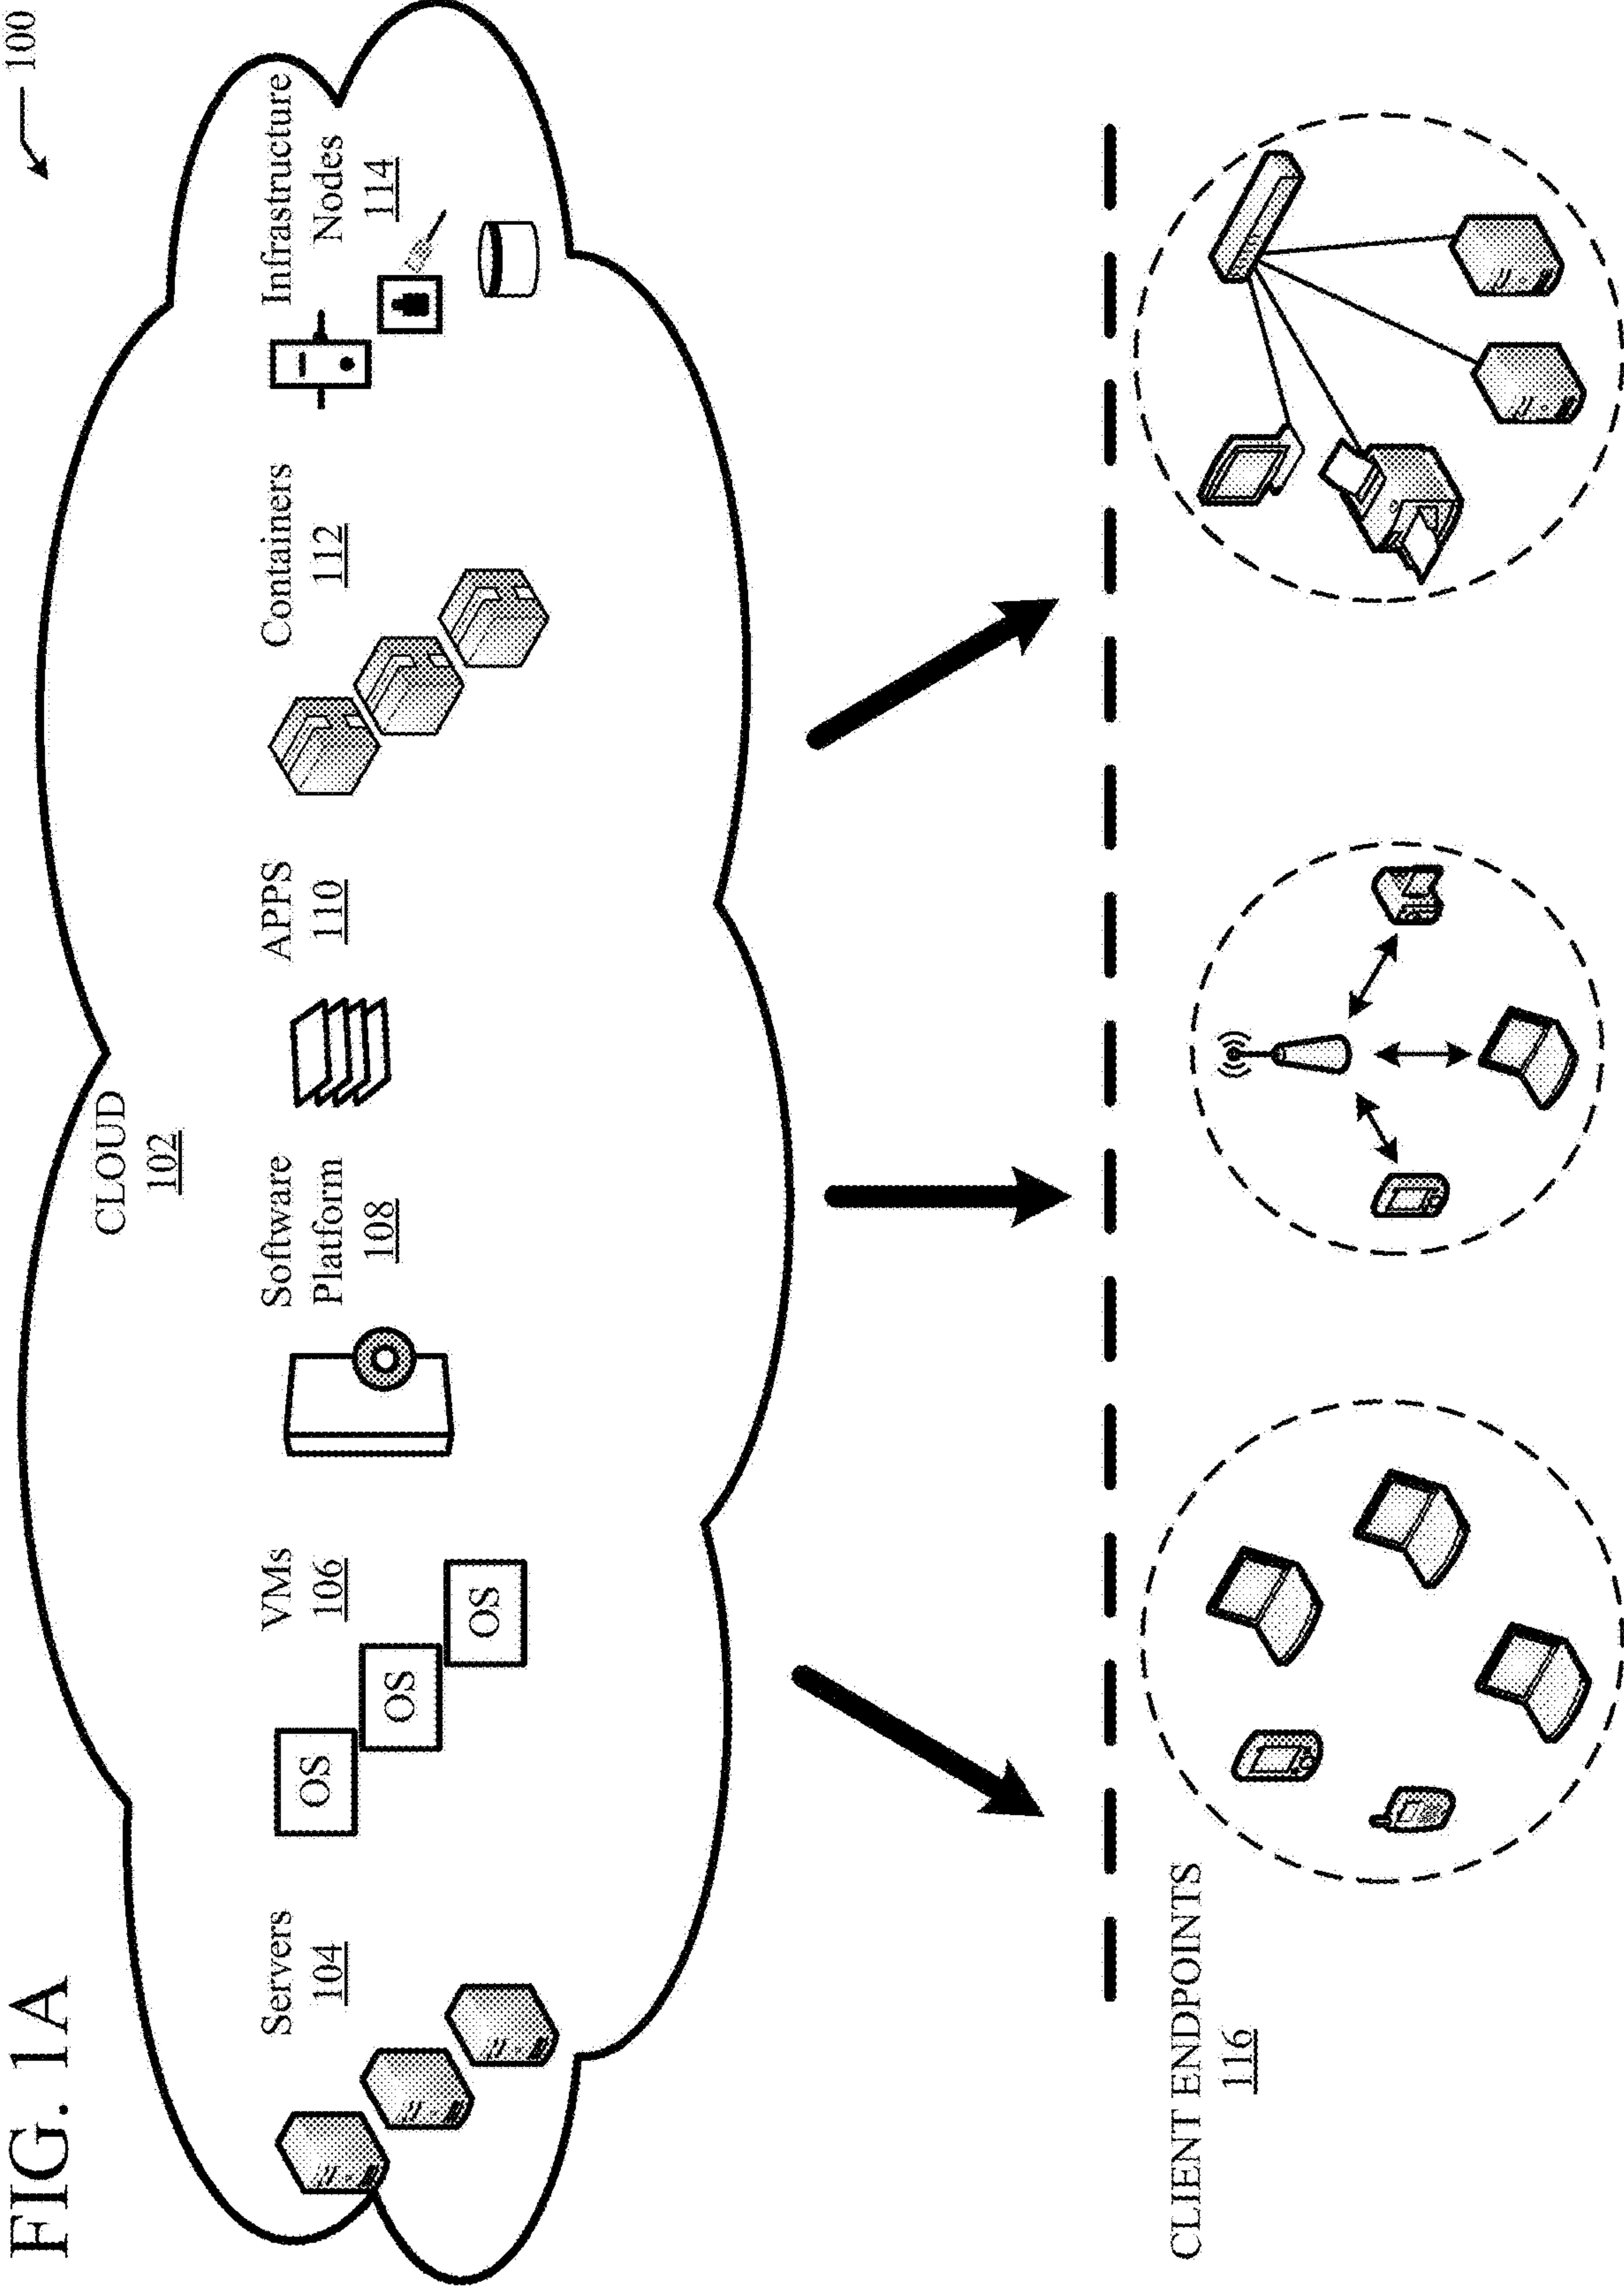 FIG. 1A
100
CLOUD
102
Servers
104
VMs
106
Software
Platform
108
APPS
110
Containers
112
Infrastructure
Nodes
114
OS
OS
OS
CLIENT ENDPOINTS
116